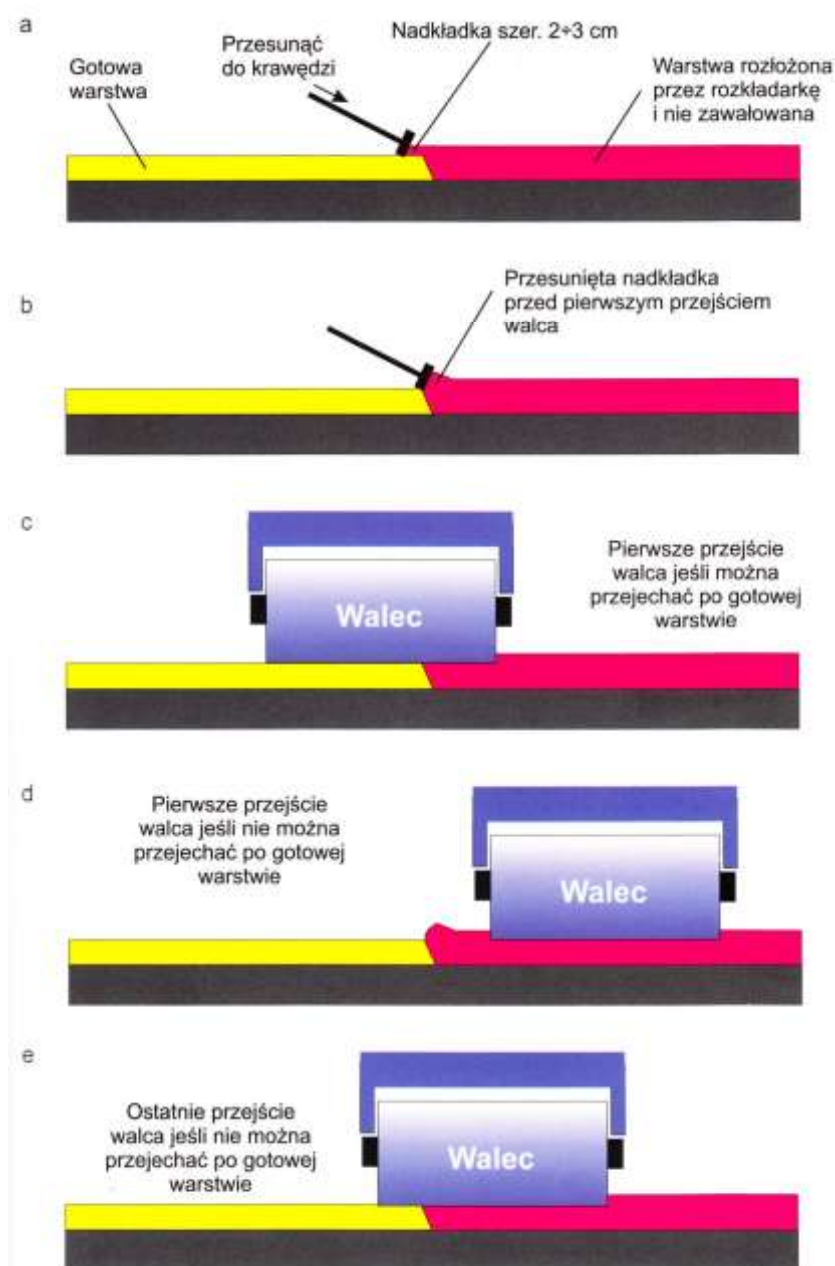 a
Przesunąć
do krawędzi
Nadkładka szer. 2÷3 cm
Gotowa
warstwa
Warstwa rozłożona
przez rozkładarkę
i nie zawałowana
b
Przesunięta nadkładka
przed pierwszym przejściem
walca
c
Walec
Pierwsze przejście
walca jeśli można
przejechać po gotowej
warstwie
d
Pierwsze przejście
walca jeśli nie można
przejechać po gotowej
warstwie
Walec
e
Ostatnie przejście
walca jeśli nie można
przejechać po gotowej
warstwie
Walec